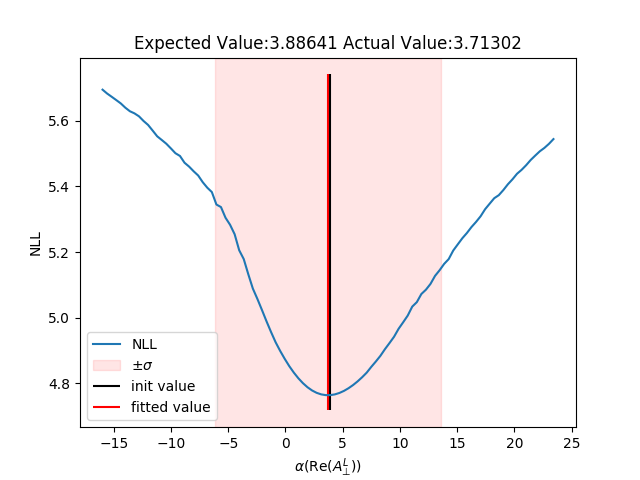 Expected Value:3.88641 Actual Value:3.71302
NLL
5.6
5.4
5.2
5.0
4.8
NLL
±σ
init value
fitted value
−15 −10 −5 0 5 10 15 20 25
α(Re(A_⊥^L))